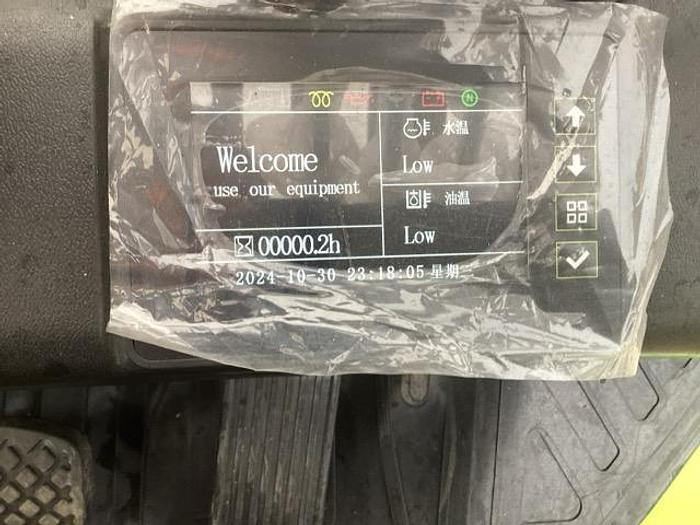 N
水温
Welcome
Low
use our equipment
油温
Low
00000.2h
2024-10-30 23:18:05 星期三